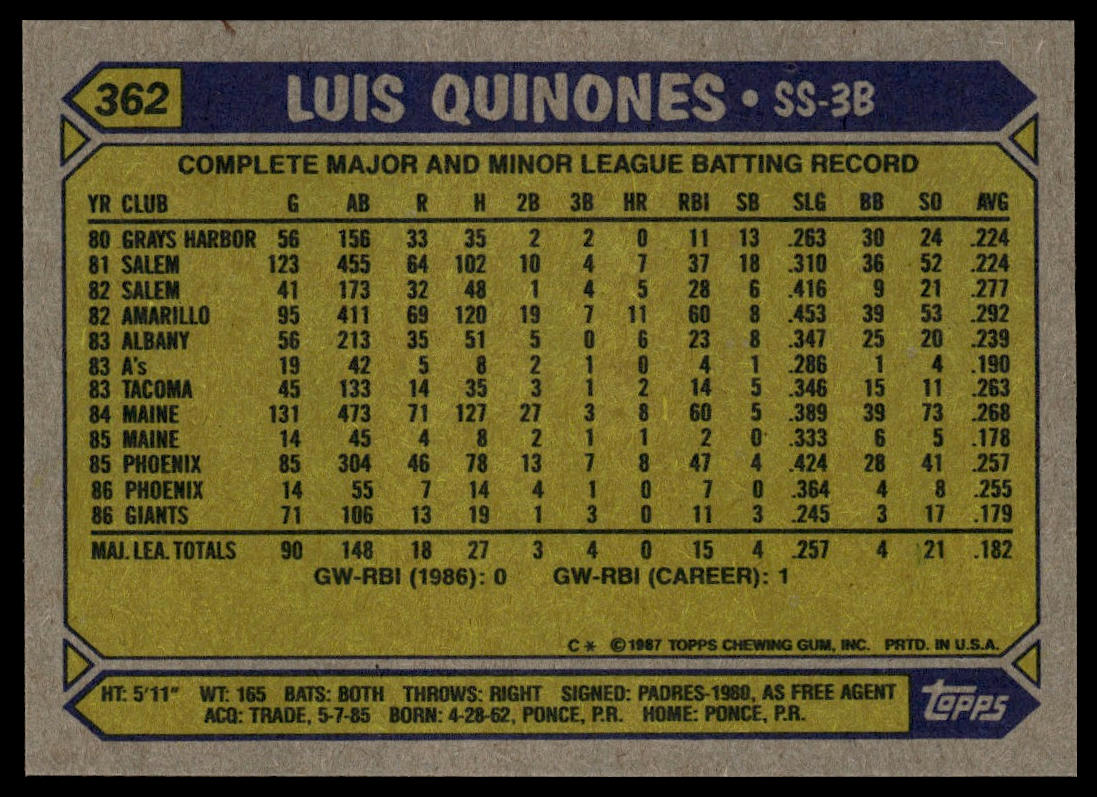 362 LUIS QUINONES • SS-3B
COMPLETE MAJOR AND MINOR LEAGUE BATTING RECORD
YR CLUB G AB R H 2B 3B HR RBI SB SLG BB SO AVG
80 GRAYS HARBOR 56 156 33 35 2 2 0 11 13 .263 30 24 .224
81 SALEM 123 455 64 102 10 4 7 37 18 .310 36 52 .224
82 SALEM 41 173 32 48 1 4 5 28 6 .416 9 21 .277
82 AMARILLO 95 411 69 120 19 7 11 60 8 .453 39 53 .292
83 ALBANY 56 213 35 51 5 0 6 23 8 .347 25 20 .239
83 A's 19 42 5 8 2 1 0 4 1 .286 1 4 .190
83 TACOMA 45 133 14 35 3 1 2 14 5 .346 15 11 .263
84 MAINE 131 473 71 127 27 3 8 60 5 .389 39 73 .268
85 MAINE 14 45 4 8 2 1 1 2 0 .333 6 5 .178
85 PHOENIX 85 304 46 78 13 7 8 47 4 .424 28 41 .257
86 PHOENIX 14 55 7 14 4 1 0 7 0 .364 4 8 .255
86 GIANTS 71 106 13 19 1 3 0 11 3 .245 3 17 .179
MAJ. LEA. TOTALS 90 148 18 27 3 4 0 15 4 .257 4 21 .182
GW-RBI (1986): 0 GW-RBI (CAREER): 1
C * © 1987 TOPPS CHEWING GUM, INC. PRTD. IN U.S.A.
HT: 5'11" WT: 165 BATS: BOTH THROWS: RIGHT SIGNED: PADRES-1980, AS FREE AGENT
ACQ: TRADE, 5-7-85 BORN: 4-28-62, PONCE, P.R. HOME: PONCE, P.R.
topps